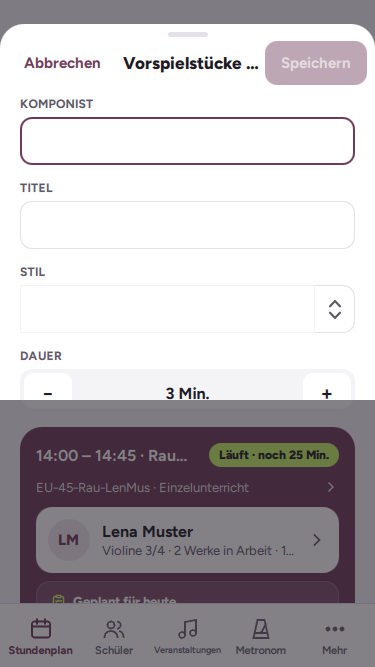 Abbrechen
Vorspielstücke ...
Speichern
KOMPONIST
TITEL
STIL
DAUER
− 3 Min. +
14:00 – 14:45 · Rau...
Läuft · noch 25 Min.
EU-45-Rau-LenMus · Einzelunterricht
LM
Lena Muster
Violine 3/4 · 2 Werke in Arbeit · 1...
Geplant für heute
Stundenplan
Schüler
Veranstaltungen
Metronom
Mehr